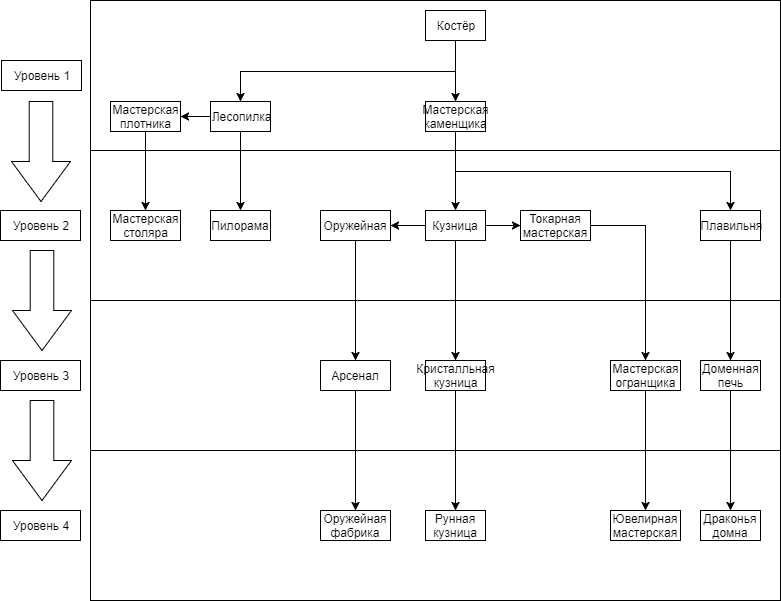 Костёр
Уровень 1
Мастерская
плотника
Лесопилка
Мастерская
каменщика
Уровень 2
Мастерская
столяра
Пилорама
Оружейная
Кузница
Токарная
мастерская
Плавильня
Уровень 3
Арсенал
Кристалльная
кузница
Мастерская
огранщика
Доменная
печь
Уровень 4
Оружейная
фабрика
Рунная
кузница
Ювелирная
мастерская
Драконья
домна